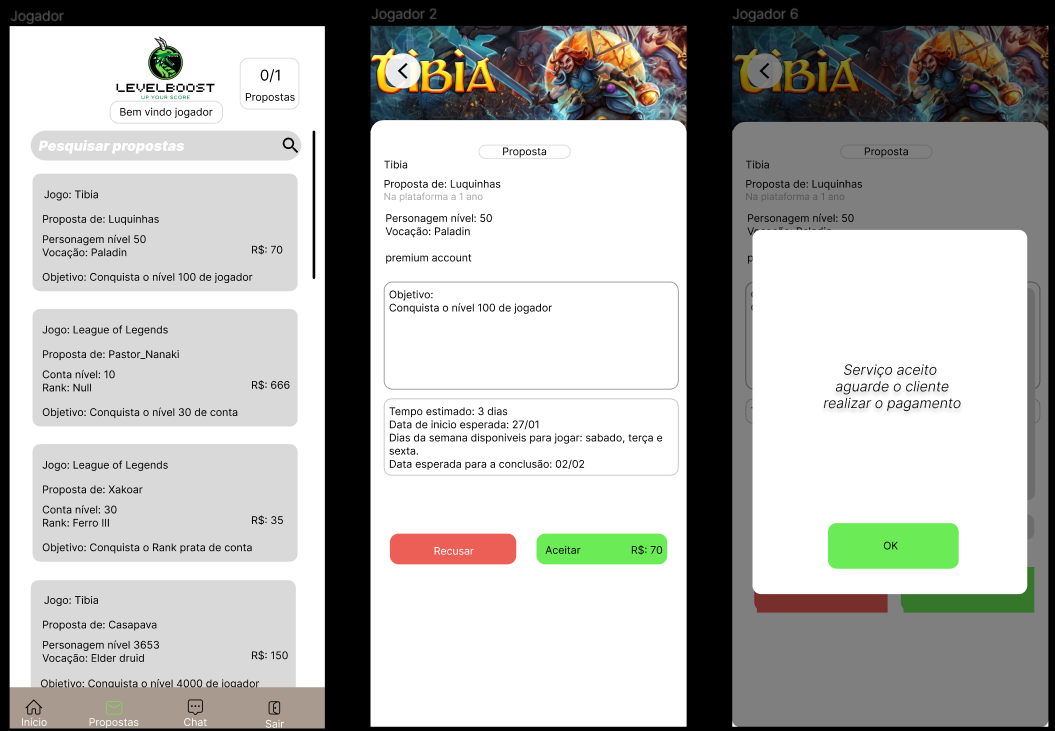 Jogador
LEVELBOOST
UP YOUR SCORE
0/1
Propostas
Bem vindo jogador
Pesquisar propostas
Jogo: Tibia
Proposta de: Luquinhas
Personagem nível 50
Vocação: Paladin
R$: 70
Objetivo: Conquista o nível 100 de jogador
Jogo: League of Legends
Proposta de: Pastor_Nanaki
Conta nível: 10
Rank: Null
R$: 666
Objetivo: Conquista o nível 30 de conta
Jogo: League of Legends
Proposta de: Xakoar
Conta nível: 30
Rank: Ferro III
R$: 35
Objetivo: Conquista o Rank prata de conta
Jogo: Tibia
Proposta de: Casapava
Personagem nível 3653
Vocação: Elder druid
R$: 150
Objetivo: Conquista o nível 4000 de jogador
Início
Propostas
Chat
Sair
Jogador 2
TIBIA
Proposta
Tibia
Proposta de: Luquinhas
Na plataforma a 1 ano
Personagem nível: 50
Vocação: Paladin
premium account
Objetivo:
Conquista o nível 100 de jogador
Tempo estimado: 3 dias
Data de inicio esperada: 27/01
Dias da semana disponiveis para jogar: sabado, terça e
sexta.
Data esperada para a conclusão: 02/02
Recusar
Aceitar R$: 70
Jogador 6
TIBIA
Proposta
Tibia
Proposta de: Luquinhas
Na plataforma a 1 ano
Personagem nível: 50
Vocação: Paladin
Serviço aceito
aguarde o cliente
realizar o pagamento
OK